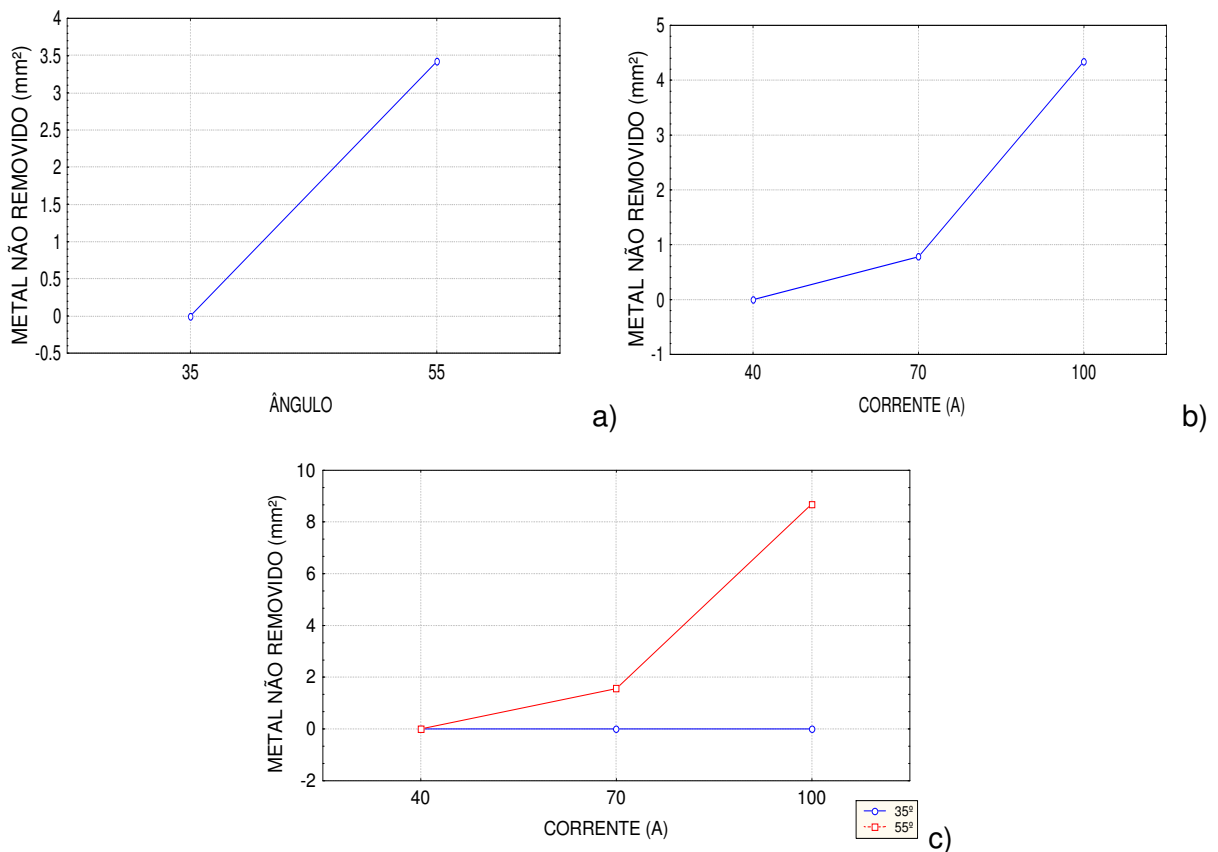 METAL NÃO REMOVIDO (mm²)
4
3.5
3
2.5
2
1.5
1
0.5
0
-0.5
35
55
ÂNGULO
a)
METAL NÃO REMOVIDO (mm²)
5
4
3
2
1
0
-1
40
70
100
CORRENTE (A)
b)
METAL NÃO REMOVIDO (mm²)
10
8
6
4
2
0
-2
40
70
100
CORRENTE (A)
35º
55º
c)